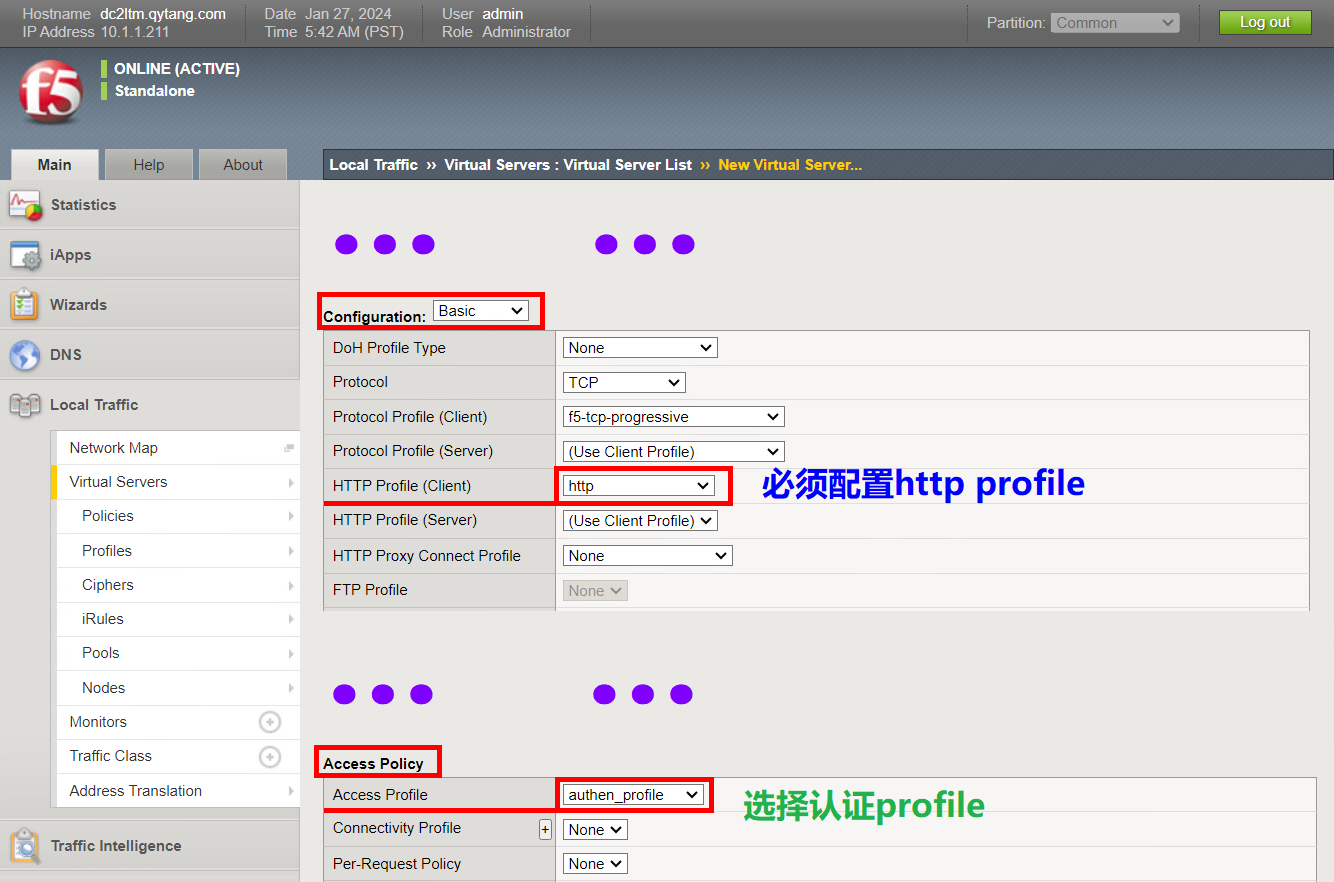 Hostname dc2ltm.qytang.com Date Jan 27, 2024 User admin
IP Address 10.1.1.211 Time 5:42 AM (PST) Role Administrator
Partition: Common Log out
f5
ONLINE (ACTIVE)
Standalone
Main Help About
Local Traffic ›› Virtual Servers : Virtual Server List ›› New Virtual Server...
Statistics
iApps
Wizards
DNS
Local Traffic
Network Map
Virtual Servers
Policies
Profiles
Ciphers
iRules
Pools
Nodes
Monitors
Traffic Class
Address Translation
Traffic Intelligence
Configuration: Basic
DoH Profile Type None
Protocol TCP
Protocol Profile (Client) f5-tcp-progressive
Protocol Profile (Server) (Use Client Profile)
HTTP Profile (Client) http 必须配置http profile
HTTP Profile (Server) (Use Client Profile)
HTTP Proxy Connect Profile None
FTP Profile None
Access Policy
Access Profile authen_profile 选择认证profile
Connectivity Profile + None
Per-Request Policy None